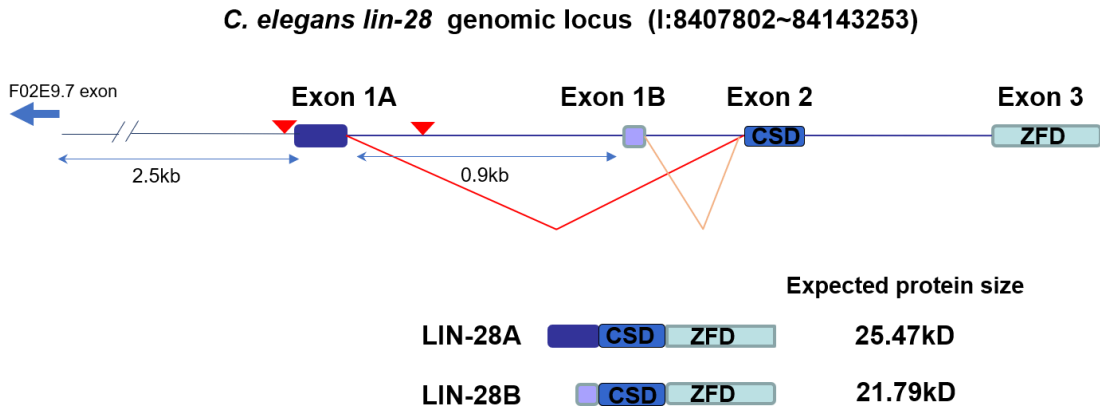 C. elegans lin-28 genomic locus (I:8407802~84143253)
F02E9.7 exon
Exon 1A
Exon 1B
Exon 2
Exon 3
CSD
ZFD
2.5kb
0.9kb
Expected protein size
LIN-28A
CSD
ZFD
25.47kD
LIN-28B
CSD
ZFD
21.79kD